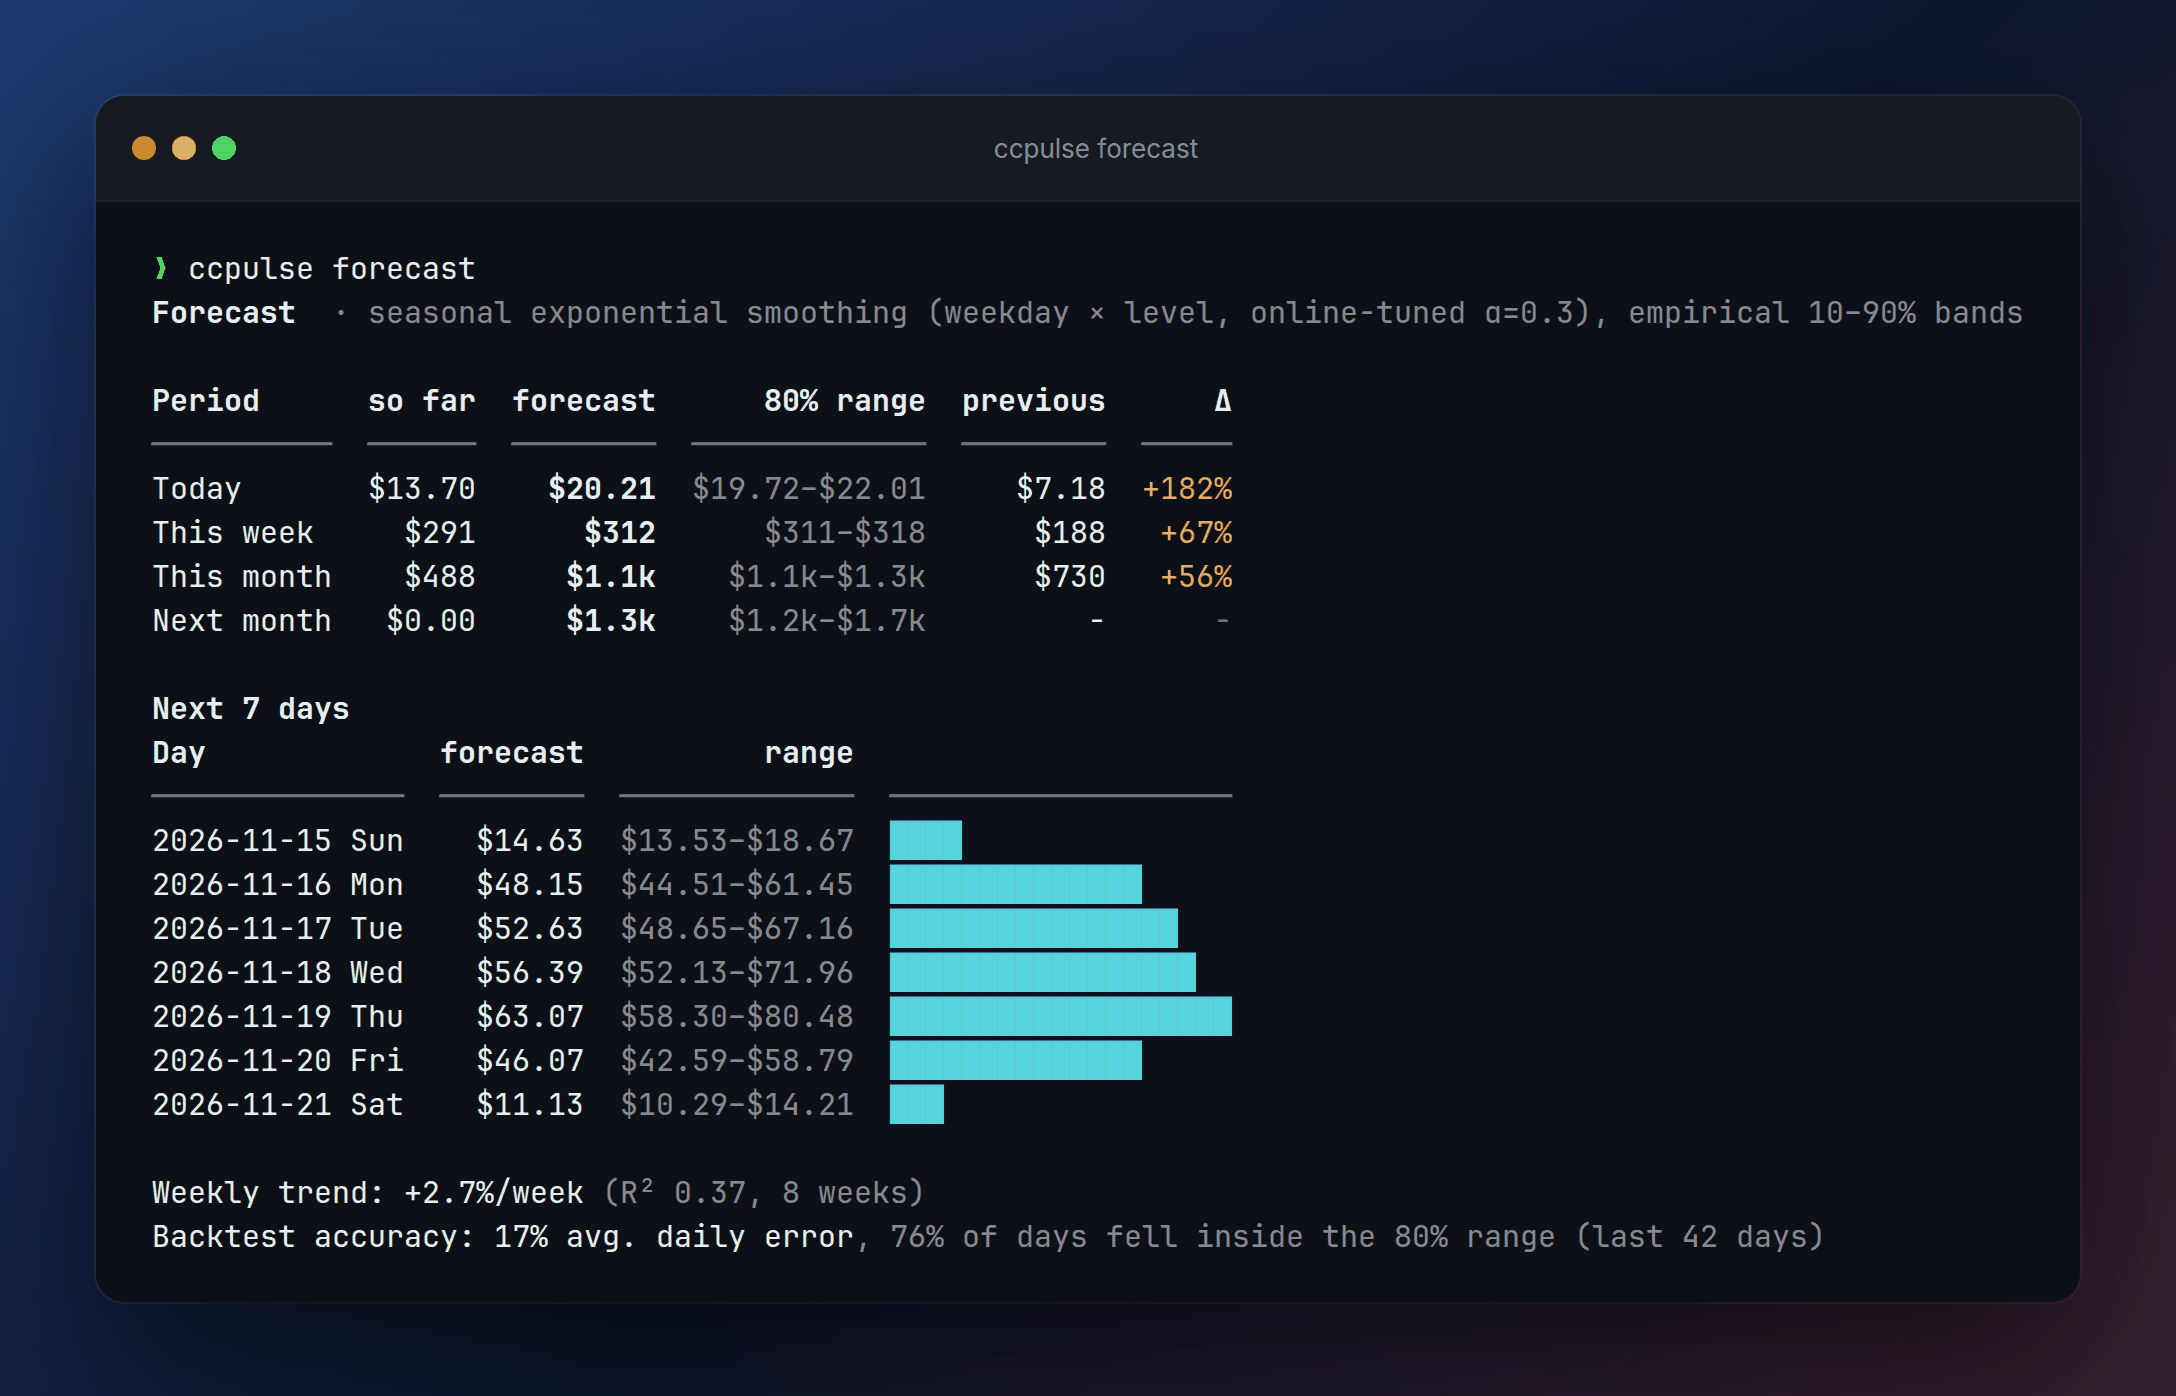 ccpulse forecast
❯ ccpulse forecast
Forecast · seasonal exponential smoothing (weekday × level, online-tuned α=0.3), empirical 10–90% bands
Period so far forecast 80% range previous Δ
Today $13.70 $20.21 $19.72–$22.01 $7.18 +182%
This week $291 $312 $311–$318 $188 +67%
This month $488 $1.1k $1.1k–$1.3k $730 +56%
Next month $0.00 $1.3k $1.2k–$1.7k - -
Next 7 days
Day forecast range
2026-11-15 Sun $14.63 $13.53–$18.67
2026-11-16 Mon $48.15 $44.51–$61.45
2026-11-17 Tue $52.63 $48.65–$67.16
2026-11-18 Wed $56.39 $52.13–$71.96
2026-11-19 Thu $63.07 $58.30–$80.48
2026-11-20 Fri $46.07 $42.59–$58.79
2026-11-21 Sat $11.13 $10.29–$14.21
Weekly trend: +2.7%/week (R² 0.37, 8 weeks)
Backtest accuracy: 17% avg. daily error, 76% of days fell inside the 80% range (last 42 days)